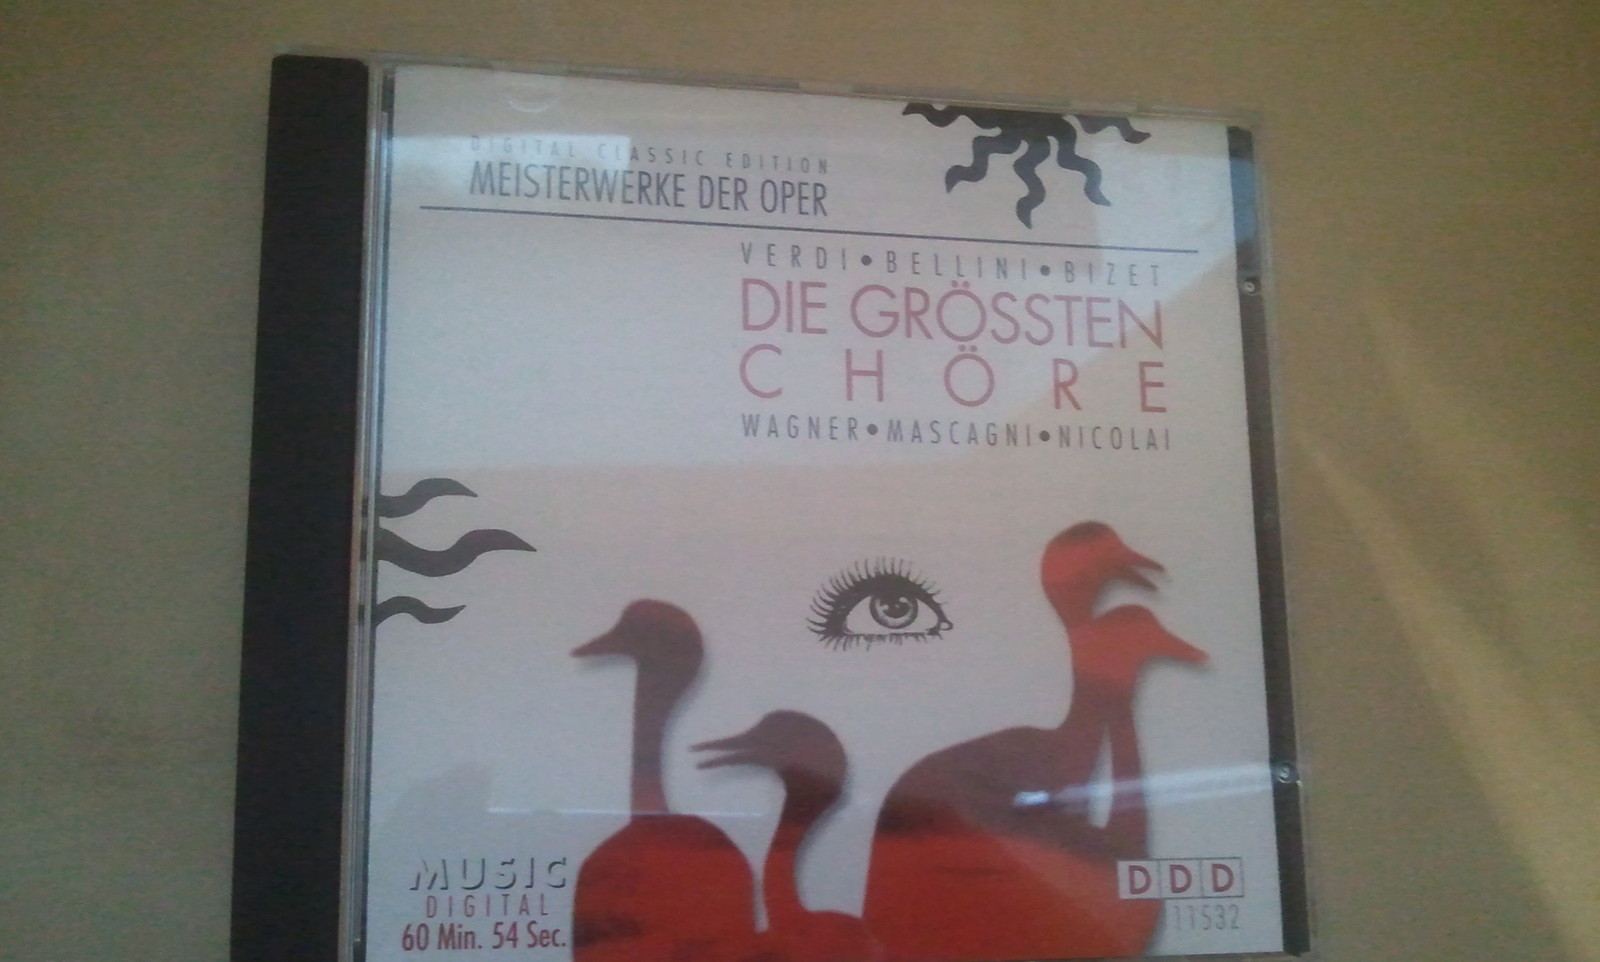 DIGITAL CLASSIC EDITION
MEISTERWERKE DER OPER
VERDI • BELLINI • BIZET
DIE GRÖSSTEN
CHÖRE
WAGNER • MASCAGNI • NICOLAI
MUSIC
DIGITAL
60 Min. 54 Sec.
DDD
11532